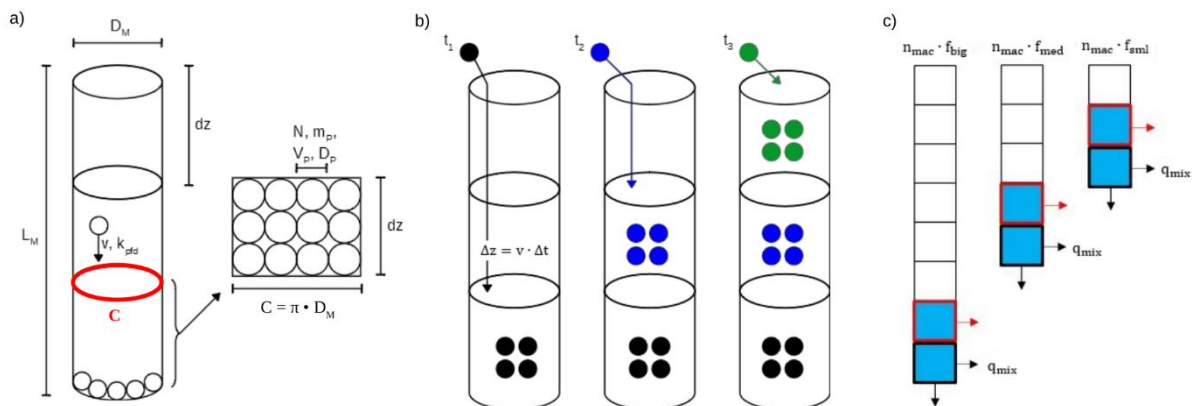 a)
D_M
dz
L_M
v, k_pfd
C
N, m_p,
V_p, D_p
dz
C = π • D_M
b)
t_1
t_2
t_3
Δz = v · Δt
c)
n_mac · f_big
n_mac · f_med
n_mac · f_sml
q_mix
q_mix
q_mix